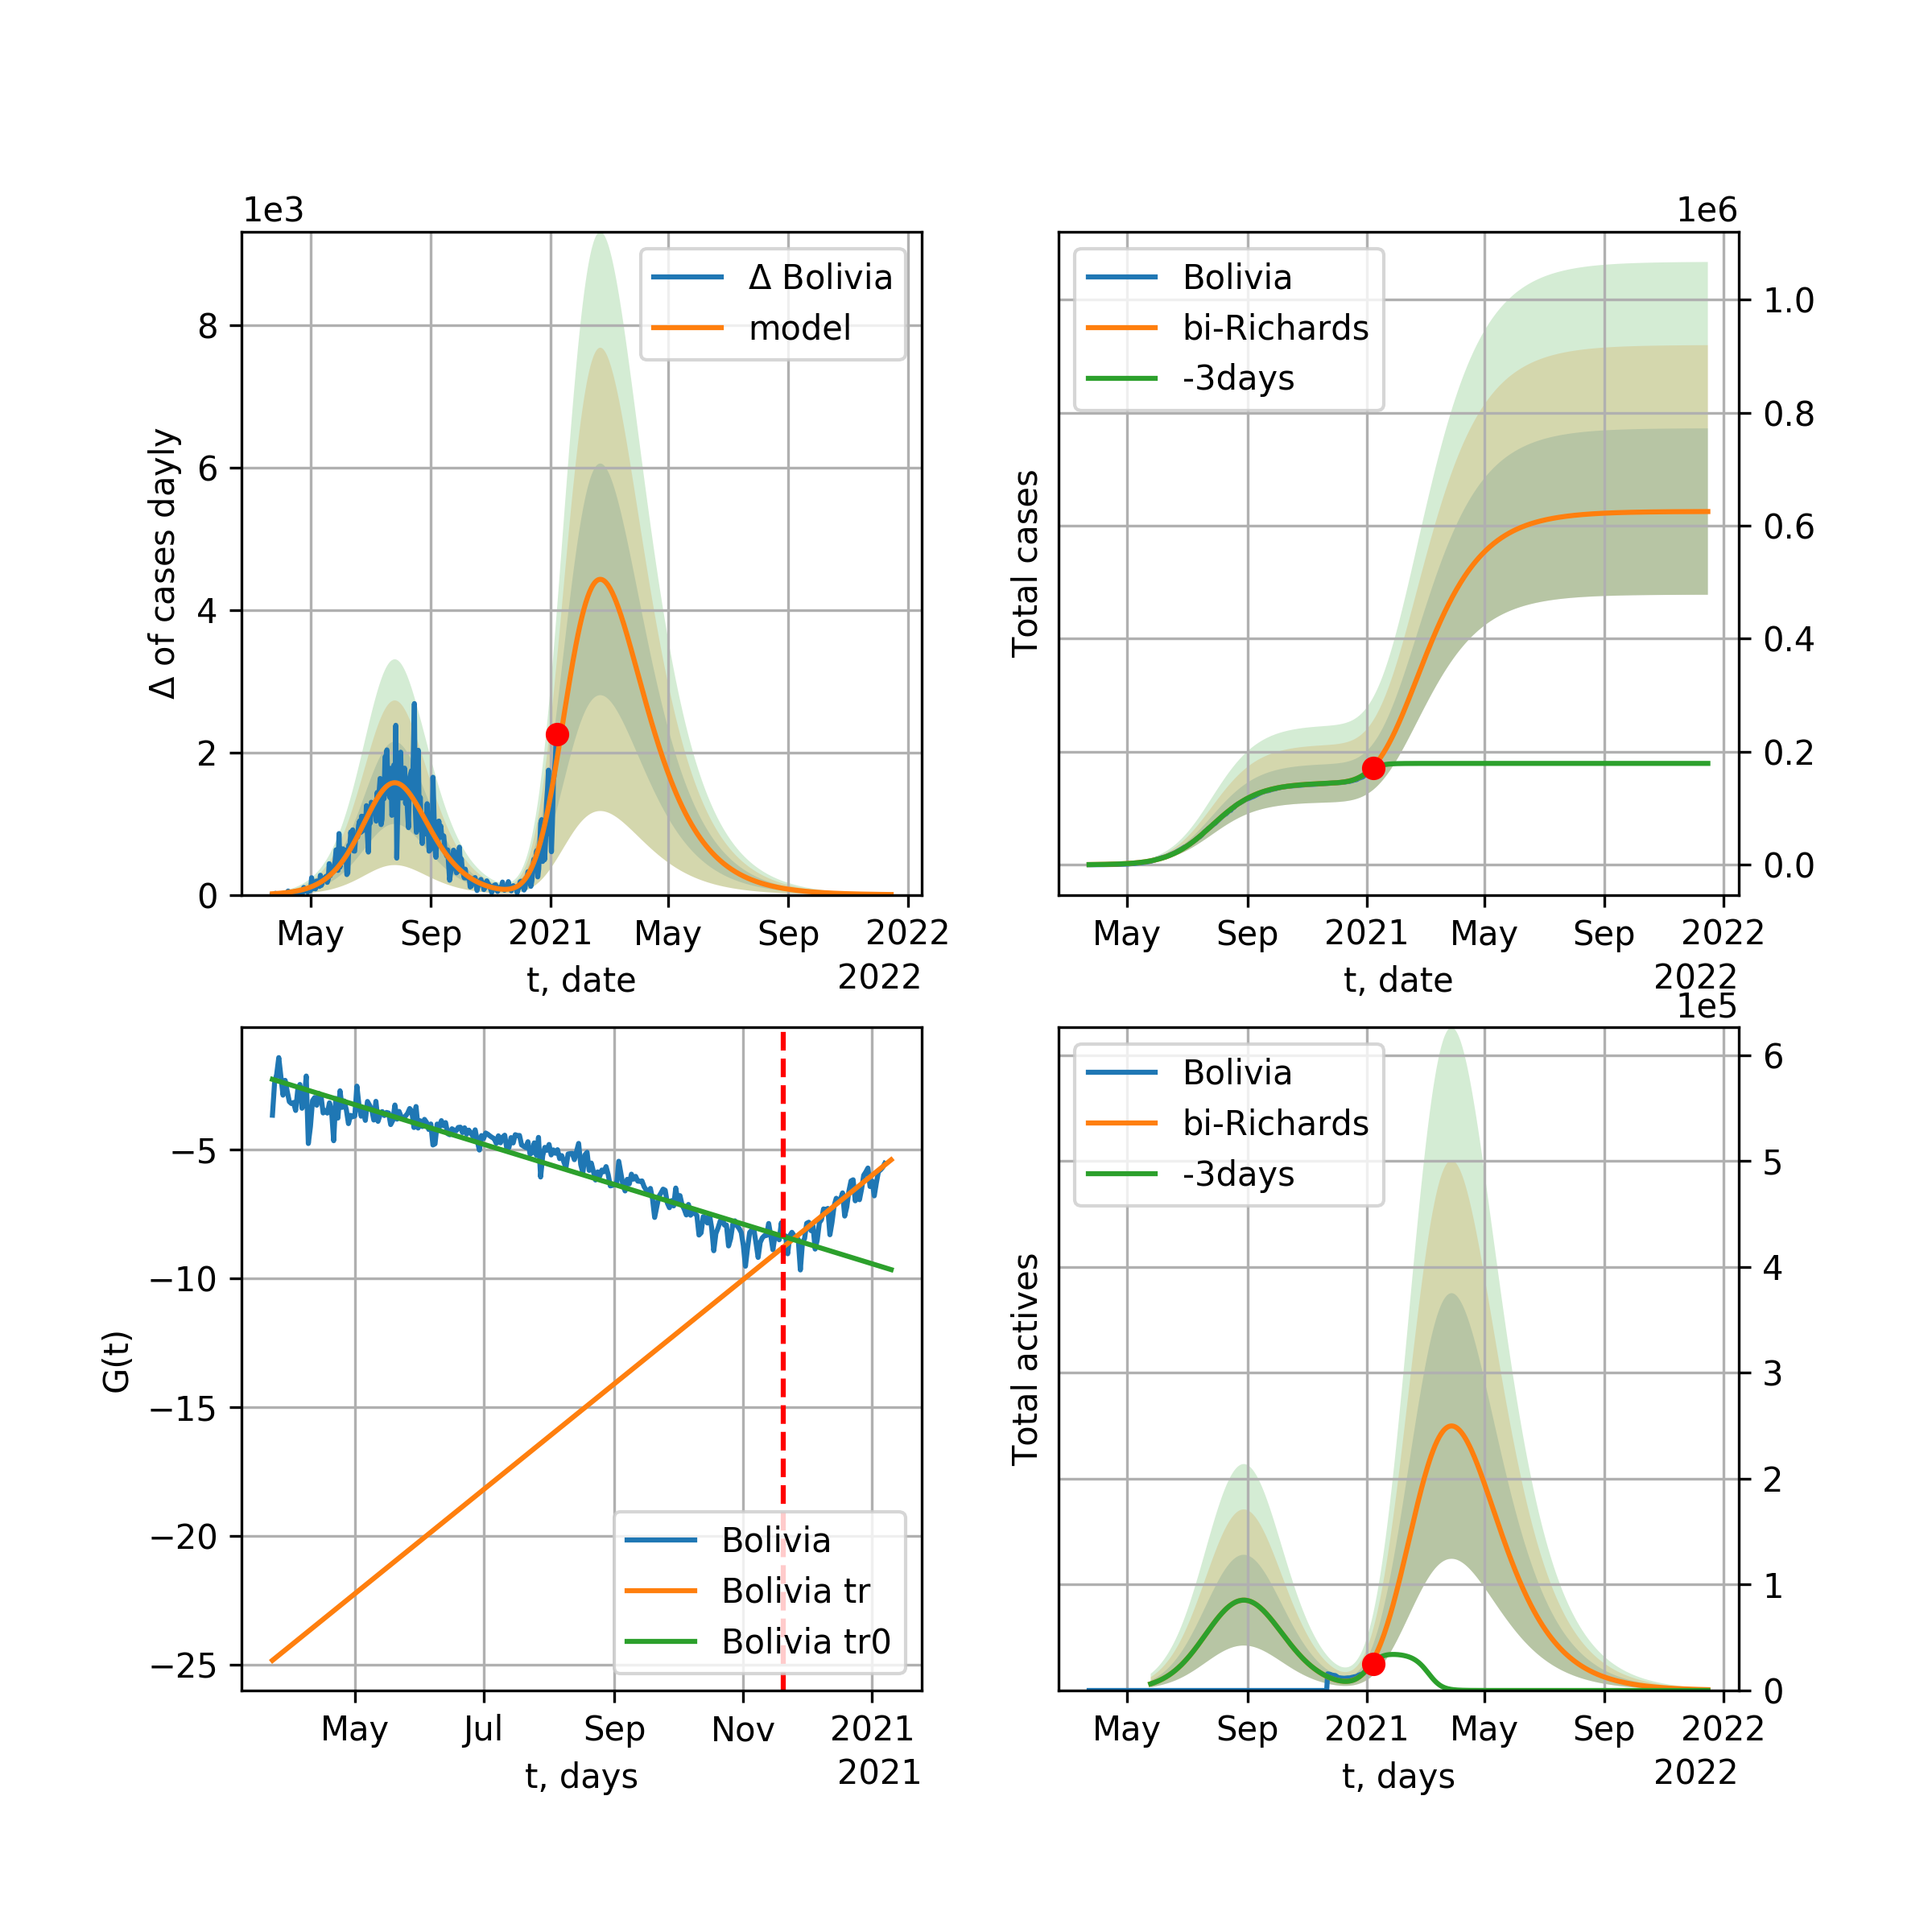 1e3
Δ Bolivia
model
8
6
4
2
0
Δ of cases dayly
May Sep 2021 May Sep 2022
t, date
2022
1e6
Bolivia
bi-Richards
-3days
1.0
0.8
0.6
0.4
0.2
0.0
Total cases
May Sep 2021 May Sep 2022
t, date
2022
−5
−10
−15
−20
−25
G(t)
Bolivia
Bolivia tr
Bolivia tr0
May Jul Sep Nov 2021
t, days
2021
1e5
Bolivia
bi-Richards
-3days
6
5
4
3
2
1
0
Total actives
May Sep 2021 May Sep 2022
t, days
2022